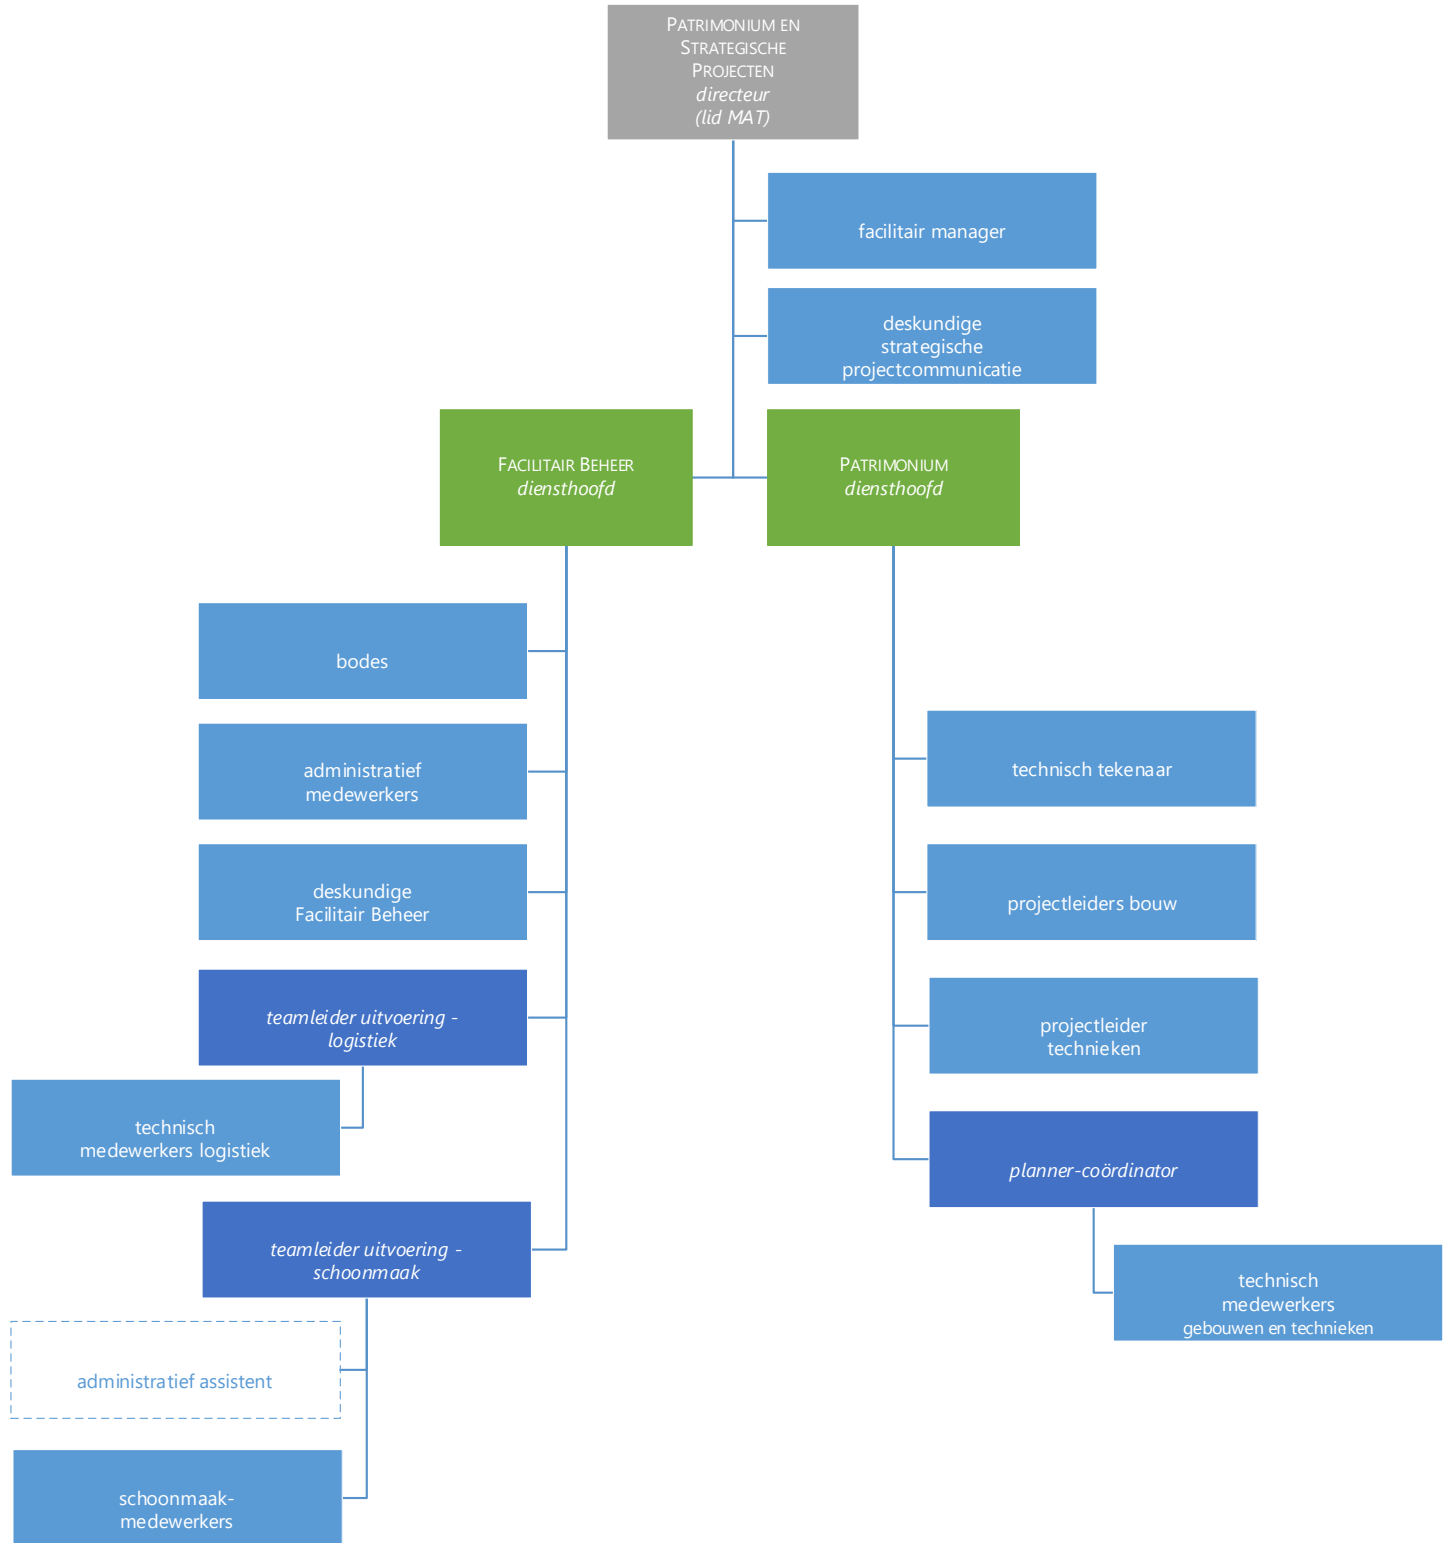 PATRIMONIUM EN
STRATEGISCHE
PROJECTEN
directeur
(lid MAT)
facilitair manager
deskundige
strategische
projectcommunicatie
FACILITAIR BEHEER
diensthoofd
PATRIMONIUM
diensthoofd
bodes
administratief
medewerkers
deskundige
Facilitair Beheer
teamleider uitvoering -
logistiek
technisch
medewerkers logistiek
teamleider uitvoering -
schoonmaak
administratief assistent
schoonmaak-
medewerkers
technisch tekenaar
projectleiders bouw
projectleider
technieken
planner-coördinator
technisch
medewerkers
gebouwen en technieken